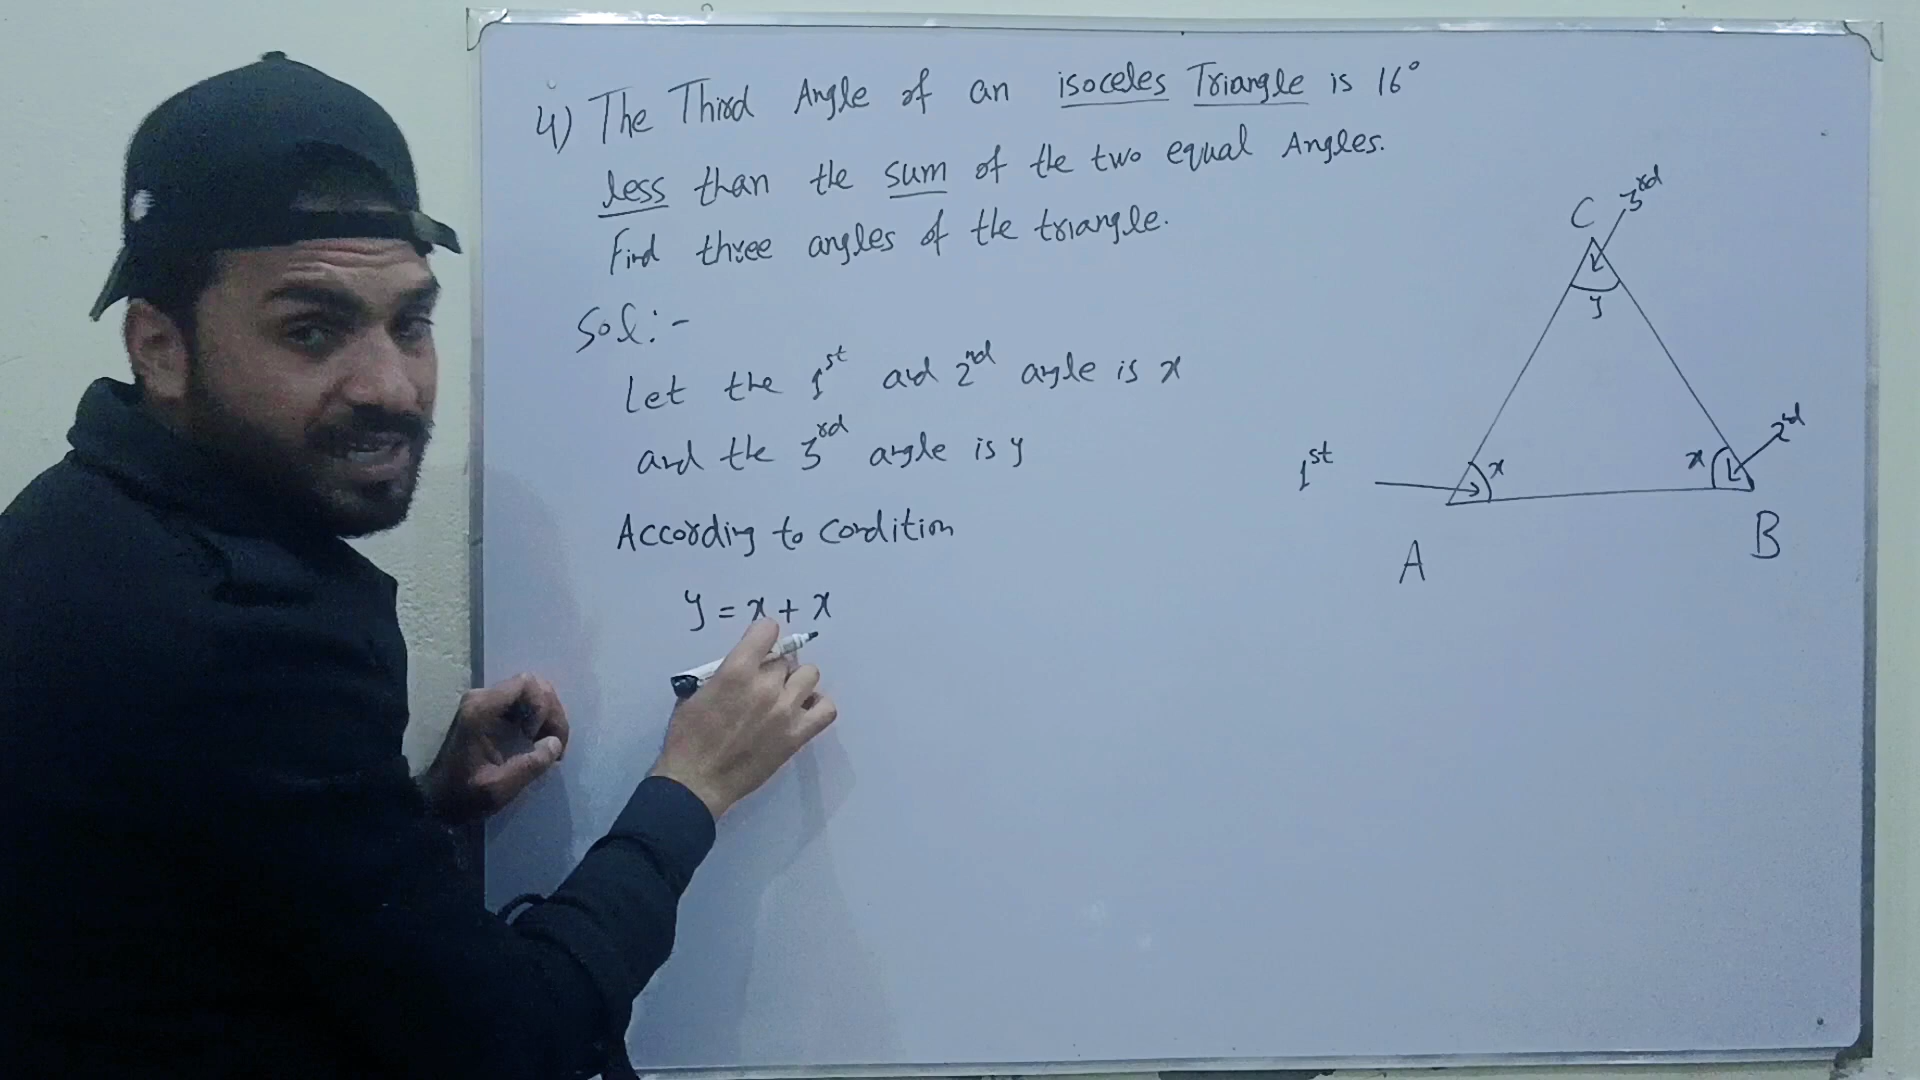 4) The Third Angle of an isoceles Triangle is 16°
less than the sum of the two equal Angles.
Find three angles of the triangle.
Sol:-
Let the 1st and 2nd angle is x
and the 3rd angle is y
According to condition
y = x + x
C 3rd
y
1st x
x 2nd
A
B